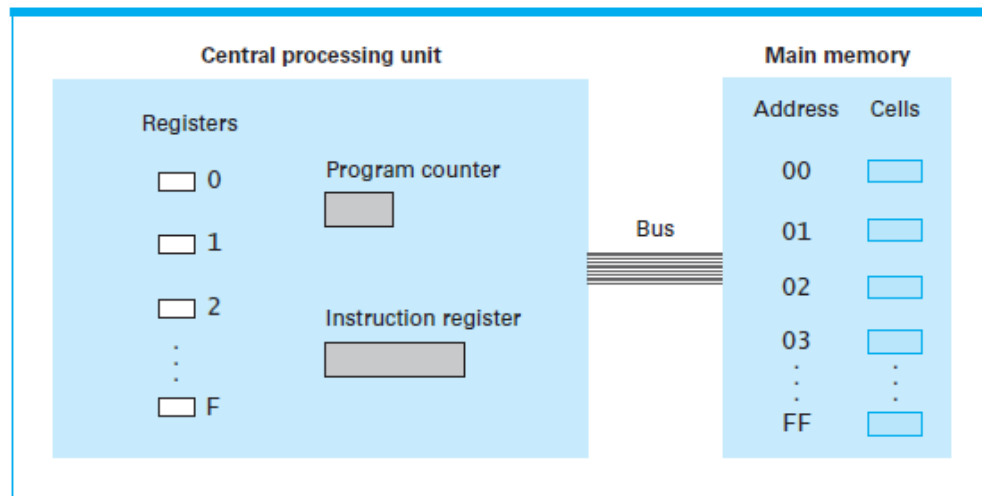 Central processing unit
Registers
0
1
2
F
Program counter
Instruction register
Bus
Main memory
Address Cells
00
01
02
03
FF